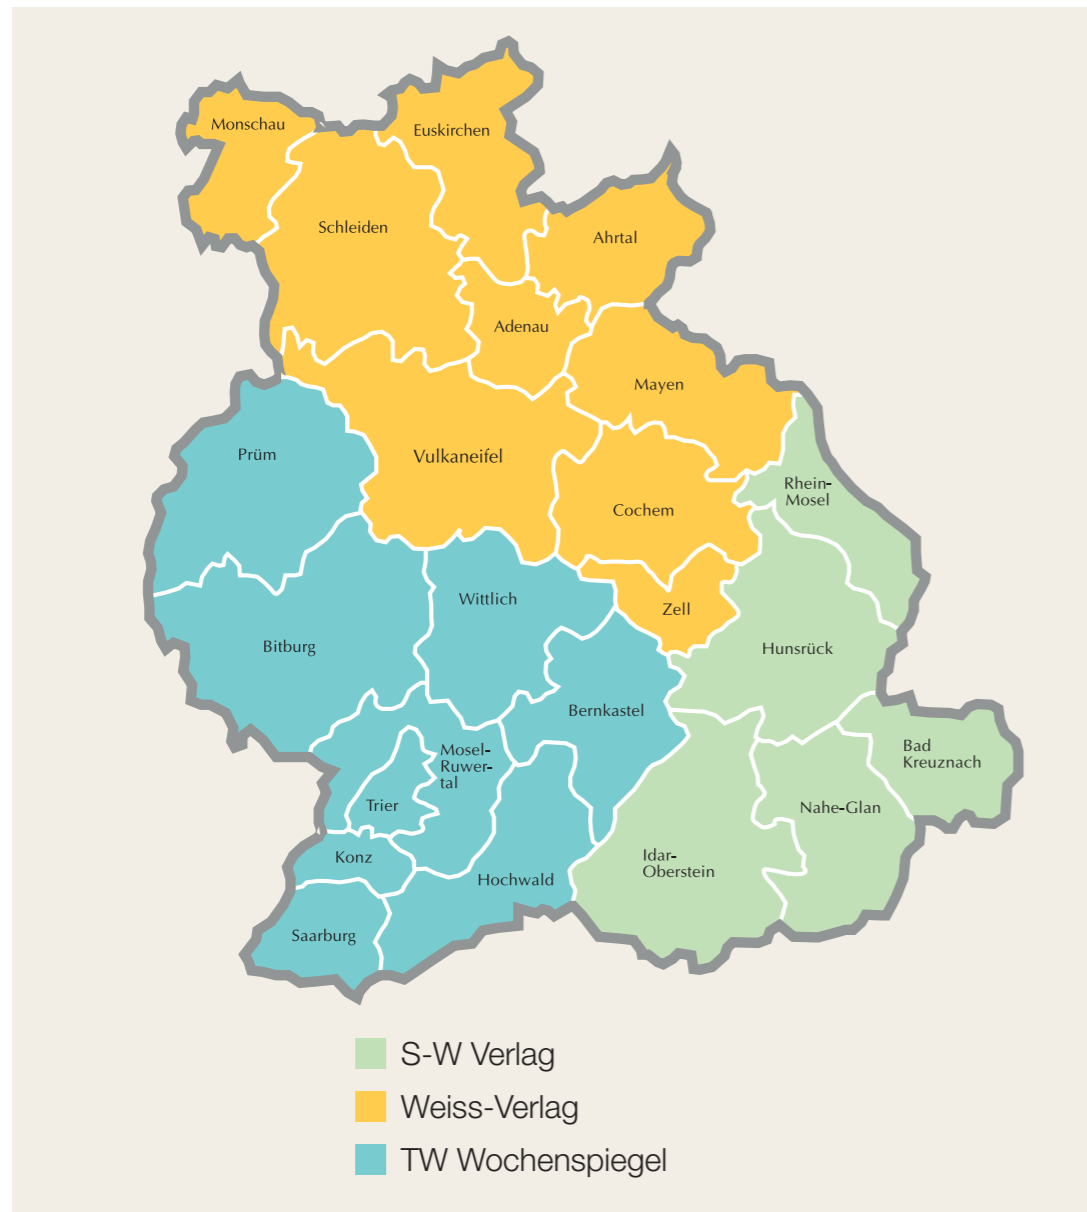 Monschau
Euskirchen
Schleiden
Ahrtal
Adenau
Mayen
Prüm
Vulkaneifel
Rhein-
Mosel
Cochem
Wittlich
Zell
Bitburg
Hunsrück
Bernkastel
Mosel-
Ruwer-
tal
Bad
Kreuznach
Trier
Nahe-Glan
Konz
Idar-
Oberstein
Hochwald
Saarburg
S-W Verlag
Weiss-Verlag
TW Wochenspiegel